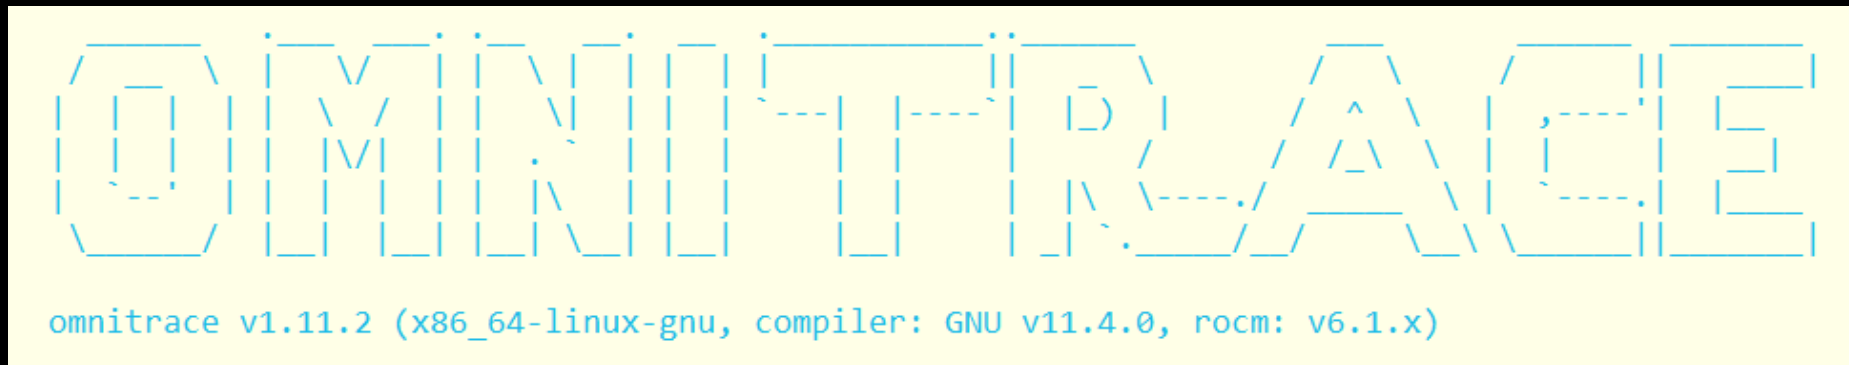 OMNITRACE
omnitrace v1.11.2 (x86_64-linux-gnu, compiler: GNU v11.4.0, rocm: v6.1.x)